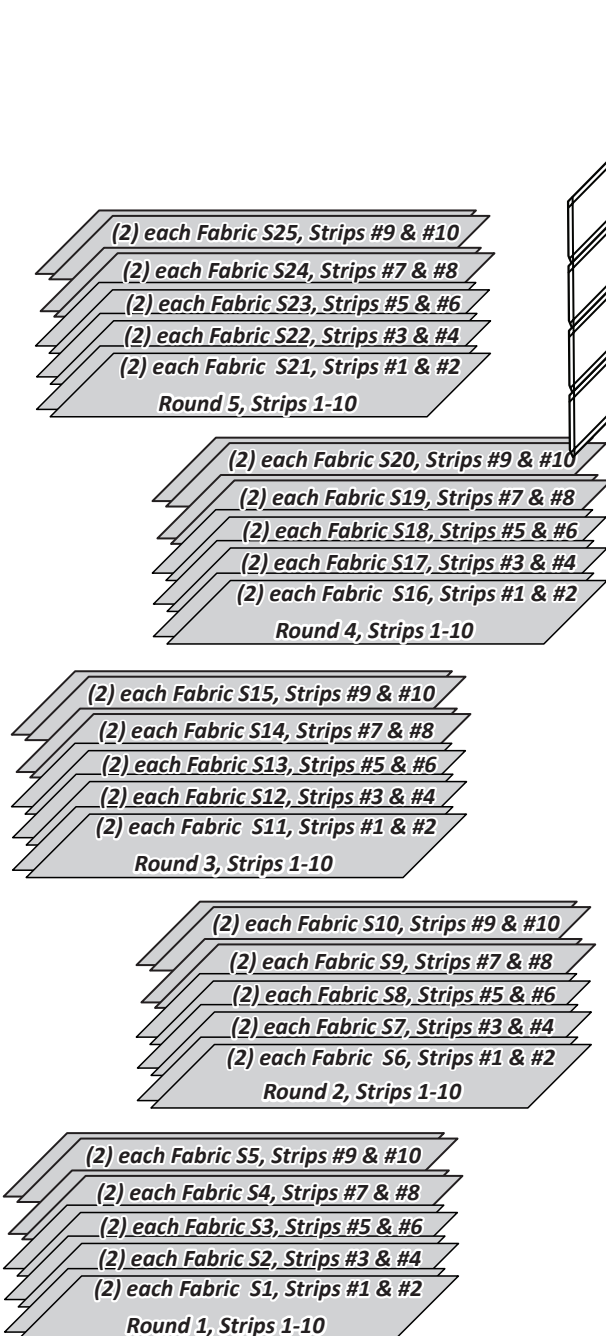 (2) each Fabric S25, Strips #9 & #10
(2) each Fabric S24, Strips #7 & #8
(2) each Fabric S23, Strips #5 & #6
(2) each Fabric S22, Strips #3 & #4
(2) each Fabric S21, Strips #1 & #2
Round 5, Strips 1-10
(2) each Fabric S20, Strips #9 & #10
(2) each Fabric S19, Strips #7 & #8
(2) each Fabric S18, Strips #5 & #6
(2) each Fabric S17, Strips #3 & #4
(2) each Fabric S16, Strips #1 & #2
Round 4, Strips 1-10
(2) each Fabric S15, Strips #9 & #10
(2) each Fabric S14, Strips #7 & #8
(2) each Fabric S13, Strips #5 & #6
(2) each Fabric S12, Strips #3 & #4
(2) each Fabric S11, Strips #1 & #2
Round 3, Strips 1-10
(2) each Fabric S10, Strips #9 & #10
(2) each Fabric S9, Strips #7 & #8
(2) each Fabric S8, Strips #5 & #6
(2) each Fabric S7, Strips #3 & #4
(2) each Fabric S6, Strips #1 & #2
Round 2, Strips 1-10
(2) each Fabric S5, Strips #9 & #10
(2) each Fabric S4, Strips #7 & #8
(2) each Fabric S3, Strips #5 & #6
(2) each Fabric S2, Strips #3 & #4
(2) each Fabric S1, Strips #1 & #2
Round 1, Strips 1-10